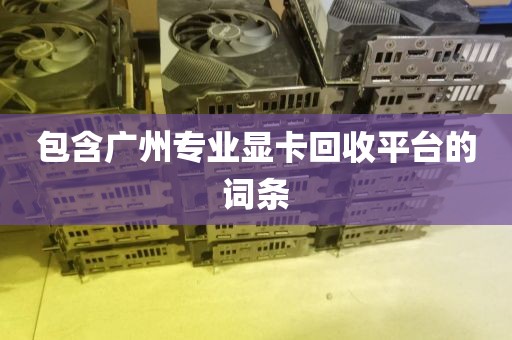 包含广州专业显卡回收平台的
词条